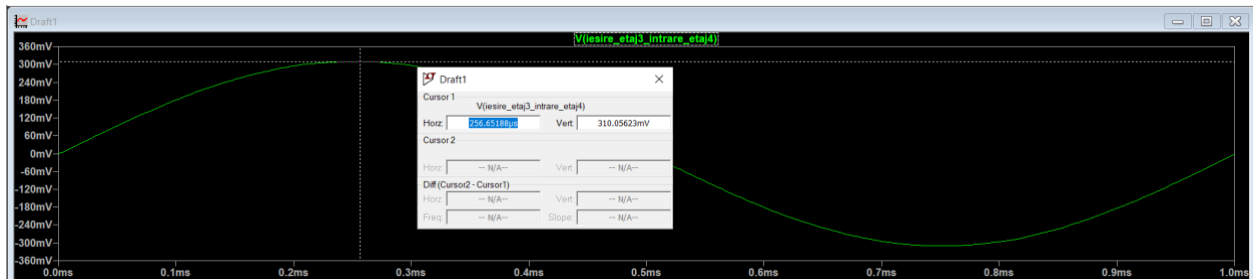 Draft1
V(iesire_etaj3_intrare_etaj4)
360mV
300mV
240mV
180mV
120mV
60mV
0mV
-60mV
-120mV
-180mV
-240mV
-300mV
-360mV
0.0ms 0.1ms 0.2ms 0.3ms 0.4ms 0.5ms 0.6ms 0.7ms 0.8ms 0.9ms 1.0ms
Draft1
Cursor 1
V(iesire_etaj3_intrare_etaj4)
Horz: 256.65188µs Vert: 310.05623mV
Cursor 2
Horz: -- N/A-- Vert: -- N/A--
Diff (Cursor2 - Cursor1)
Horz: -- N/A-- Vert: -- N/A--
Freq: -- N/A-- Slope: -- N/A--